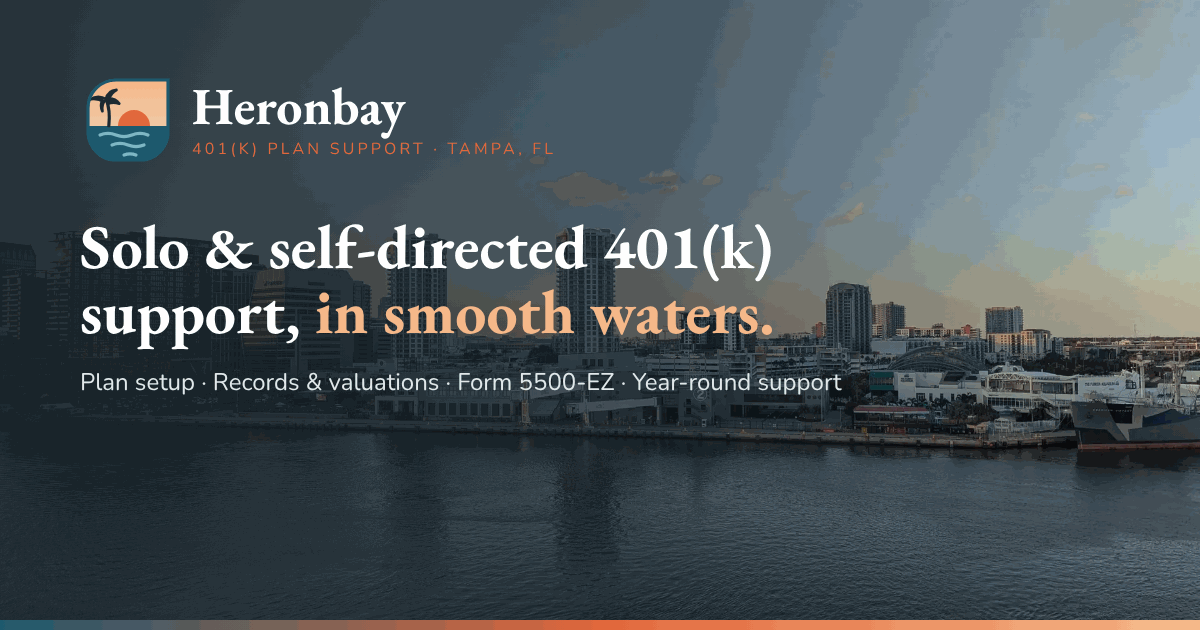 Heronbay
401(K) PLAN SUPPORT · TAMPA, FL
Solo & self-directed 401(k)
support, in smooth waters.
Plan setup · Records & valuations · Form 5500-EZ · Year-round support